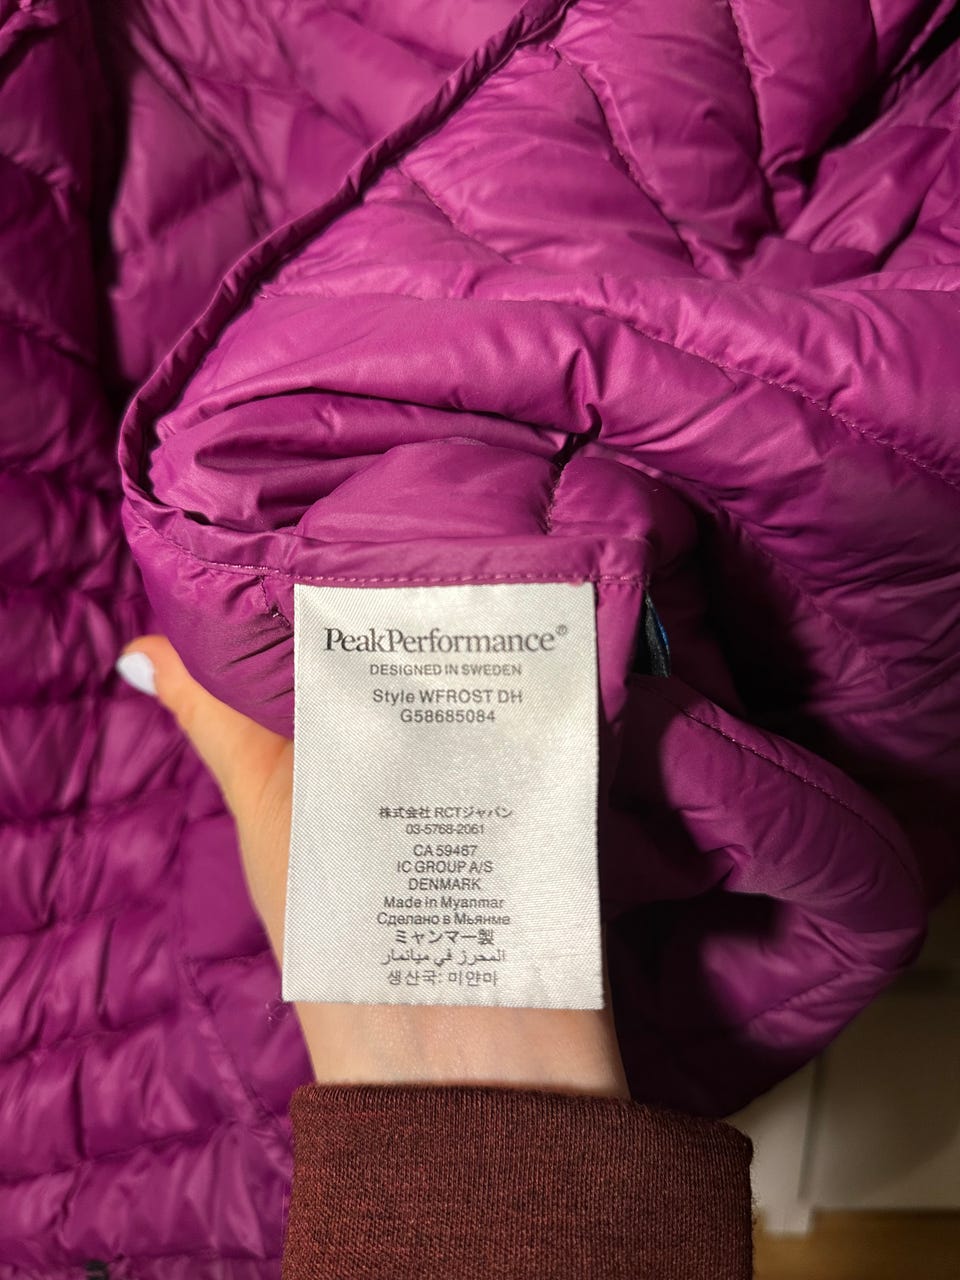 PeakPerformance®
DESIGNED IN SWEDEN
Style WFROST DH
G58685084
株式会社 RCTジャパン
03-5768-2061
CA 59467
IC GROUP A/S
DENMARK
Made in Myanmar
Сделано в Мьянме
ミャンマー製
المحرز في ميانمار
생산국: 미얀마